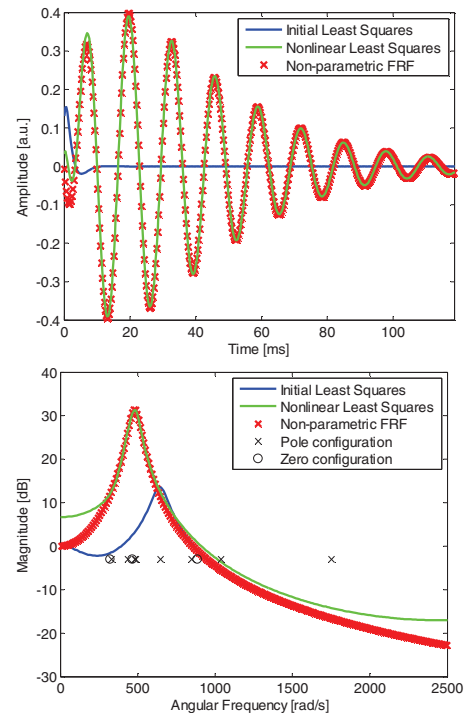 0.4
0.3
0.2
0.1
0
-0.1
-0.2
-0.3
-0.4
Amplitude [a.u.]
Initial Least Squares
Nonlinear Least Squares
Non-parametric FRF
0
20
40
60
80
100
Time [ms]
40
30
20
10
0
-10
-20
-30
Magnitude [dB]
Initial Least Squares
Nonlinear Least Squares
Non-parametric FRF
Pole configuration
Zero configuration
0
500
1000
1500
2000
2500
Angular Frequency [rad/s]